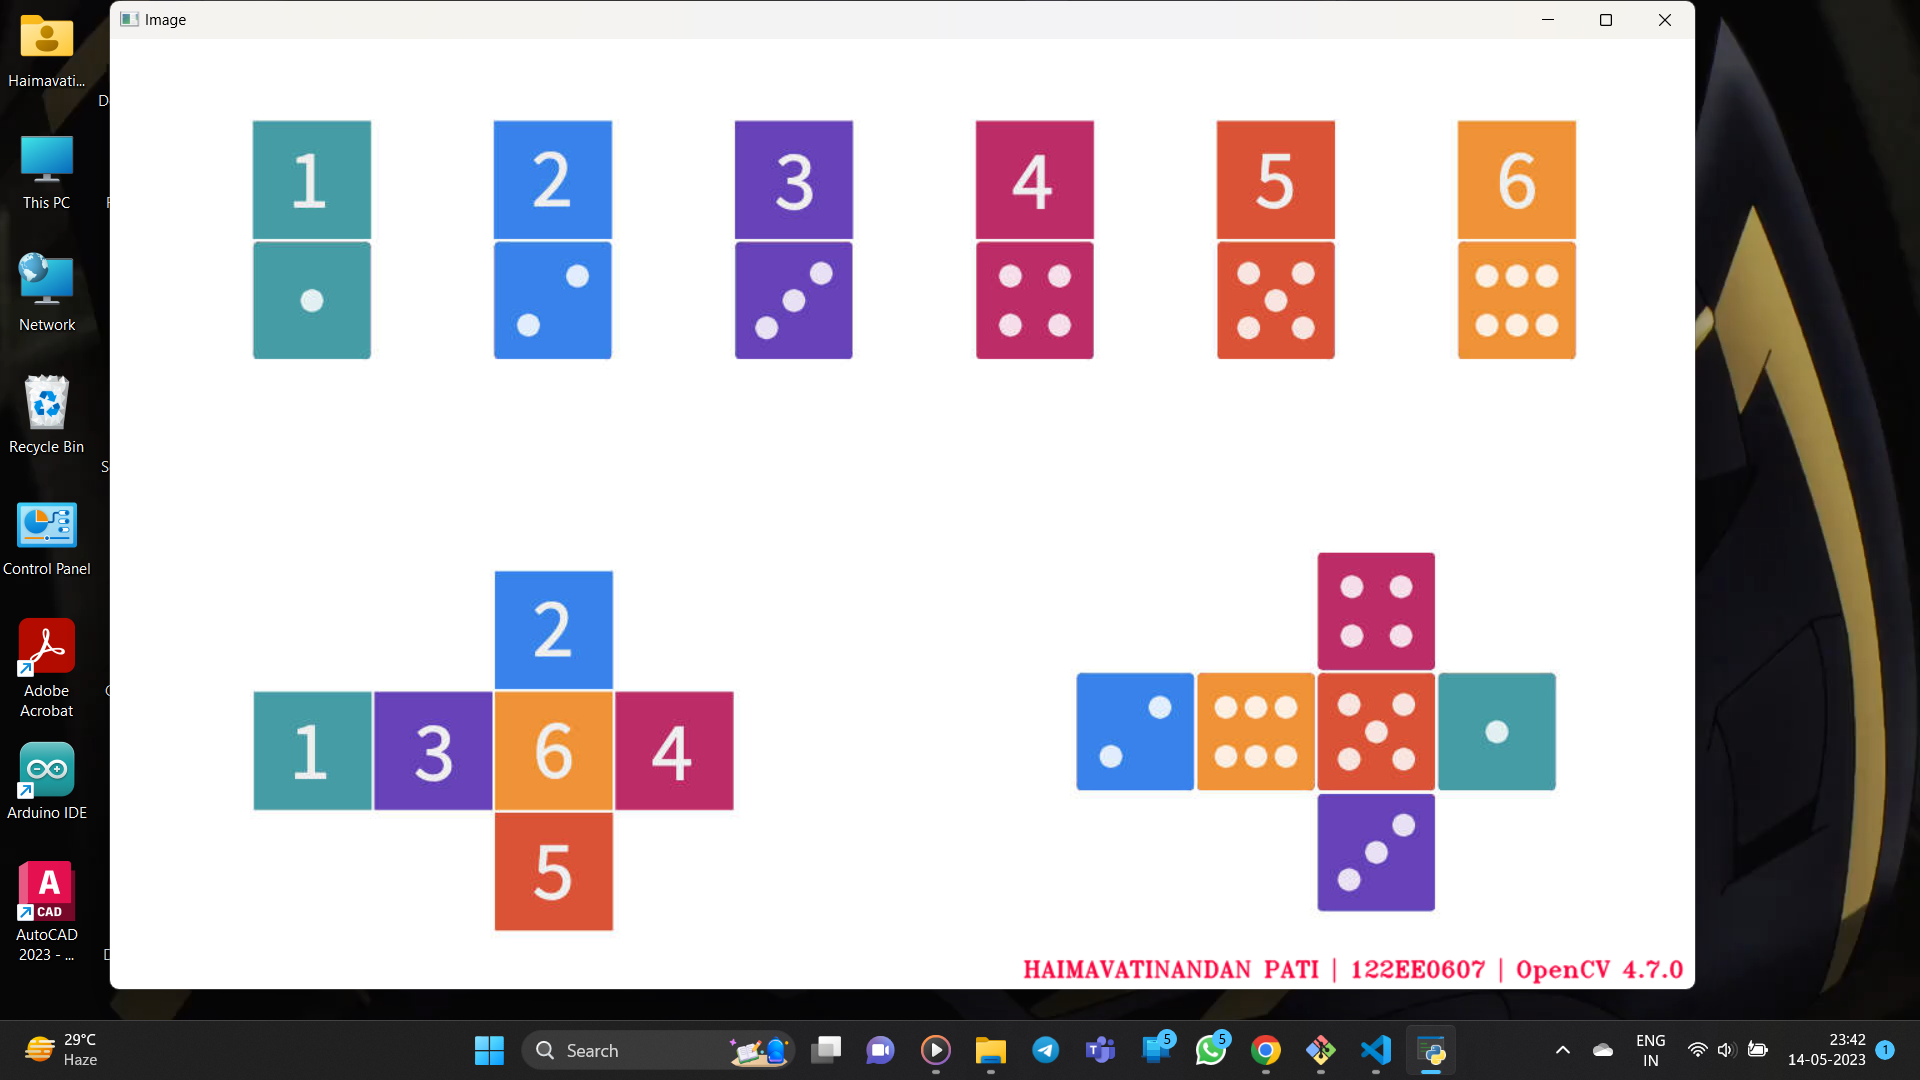 Image
Haimavati...
D
This PC
Network
Recycle Bin
S
Control Panel
Adobe
Acrobat
Arduino IDE
A
CAD
AutoCAD
2023 - ...
D
1 2 3 4 5 6
2
1 3 6 4
5
HAIMAVATINANDAN PATI | 122EE0607 | OpenCV 4.7.0
29°C
Haze
Search
5
5
ENG
IN
23:42
14-05-2023
1